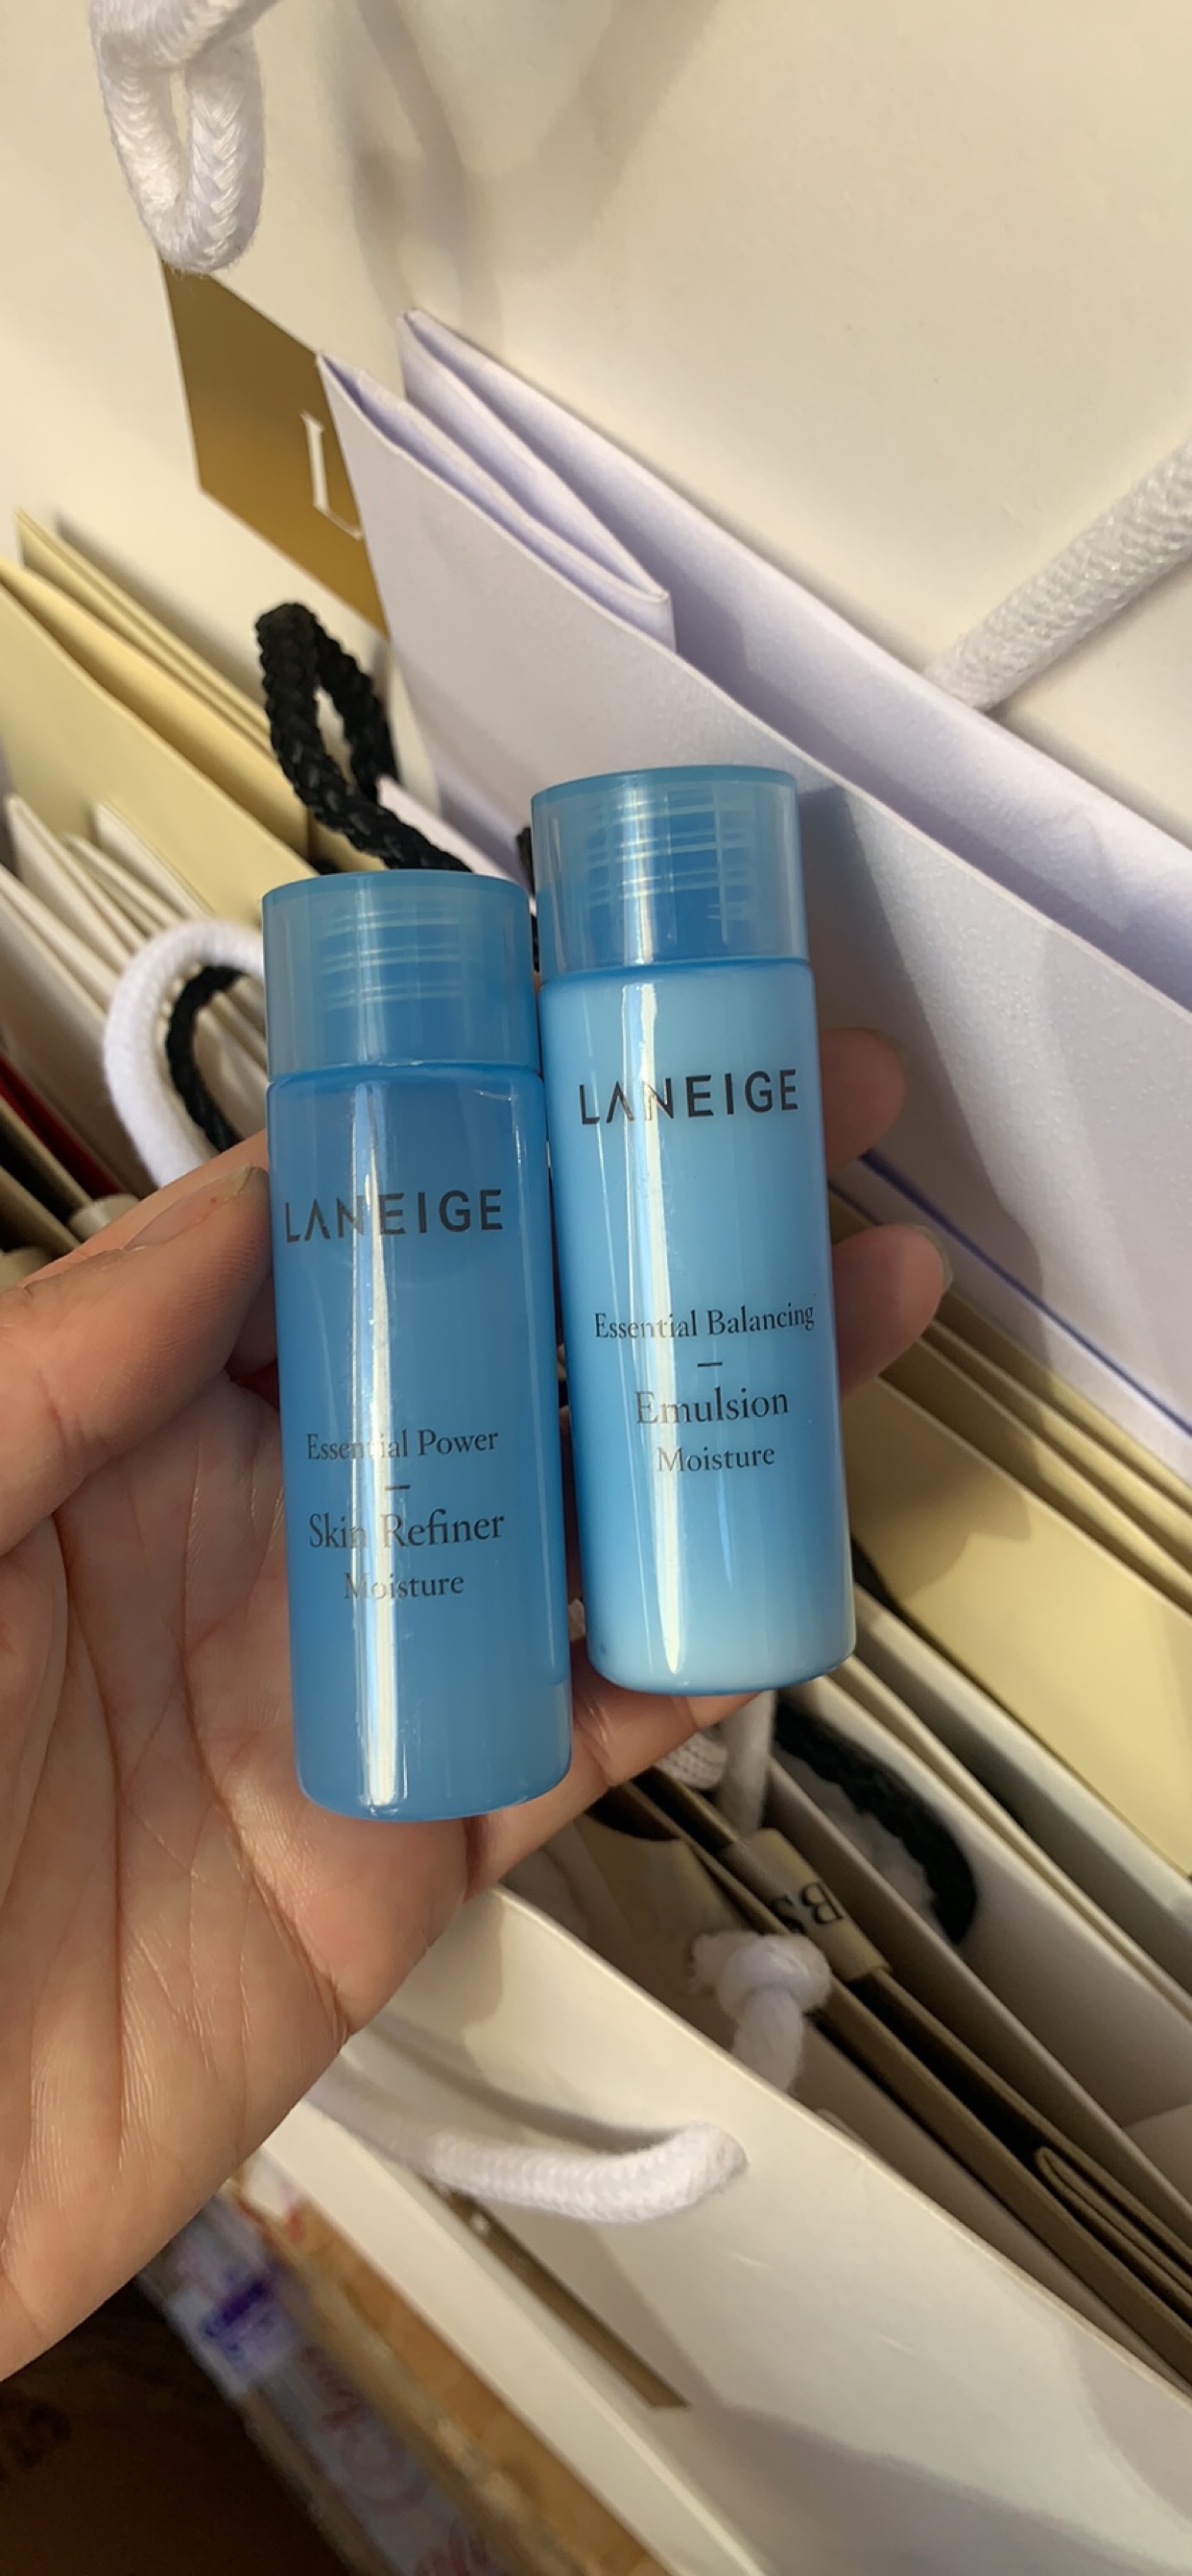 LANEIGE
Essential Power
Skin Refiner
Moisture
LANEIGE
Essential Balancing
Emulsion
Moisture